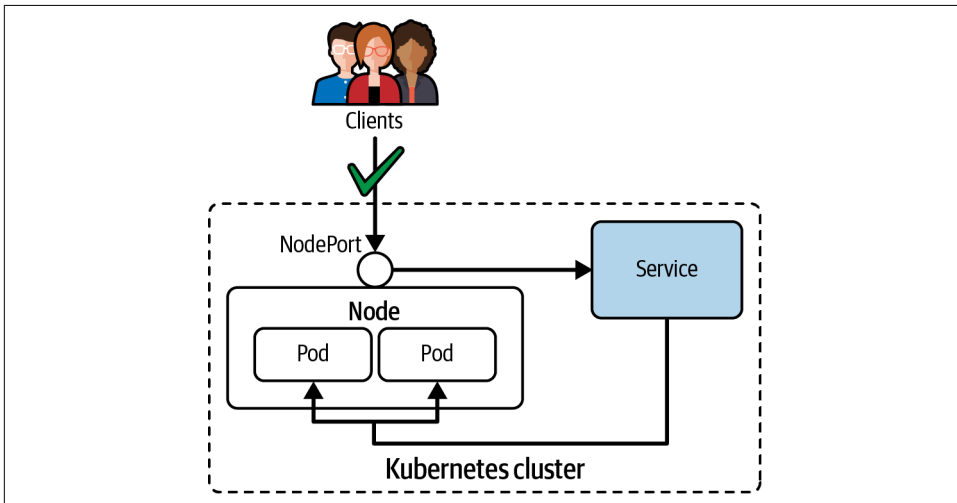 Clients
NodePort
Service
Node
Pod
Pod
Kubernetes cluster